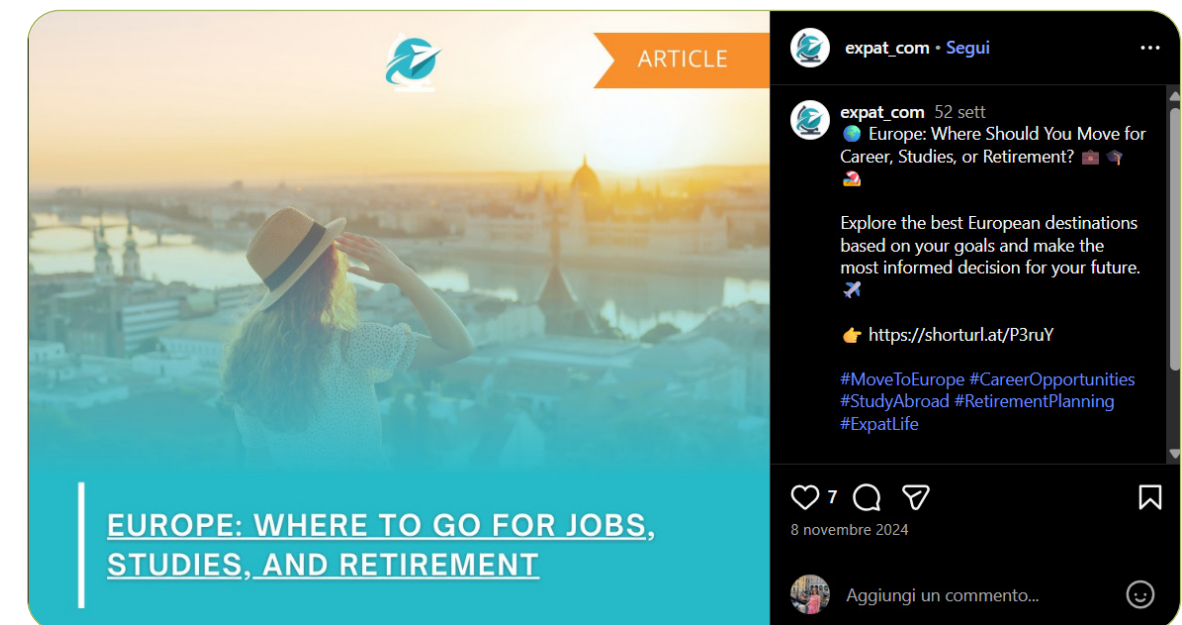 ARTICLE
EUROPE: WHERE TO GO FOR JOBS,
STUDIES, AND RETIREMENT
expat_com • Segui
expat_com 52 sett
🌍 Europe: Where Should You Move for
Career, Studies, or Retirement? 💼 🎓
🏖️
Explore the best European destinations
based on your goals and make the
most informed decision for your future.
✈️
👉 https://shorturl.at/P3ruY
#MoveToEurope #CareerOpportunities
#StudyAbroad #RetirementPlanning
#ExpatLife
7
8 novembre 2024
Aggiungi un commento...